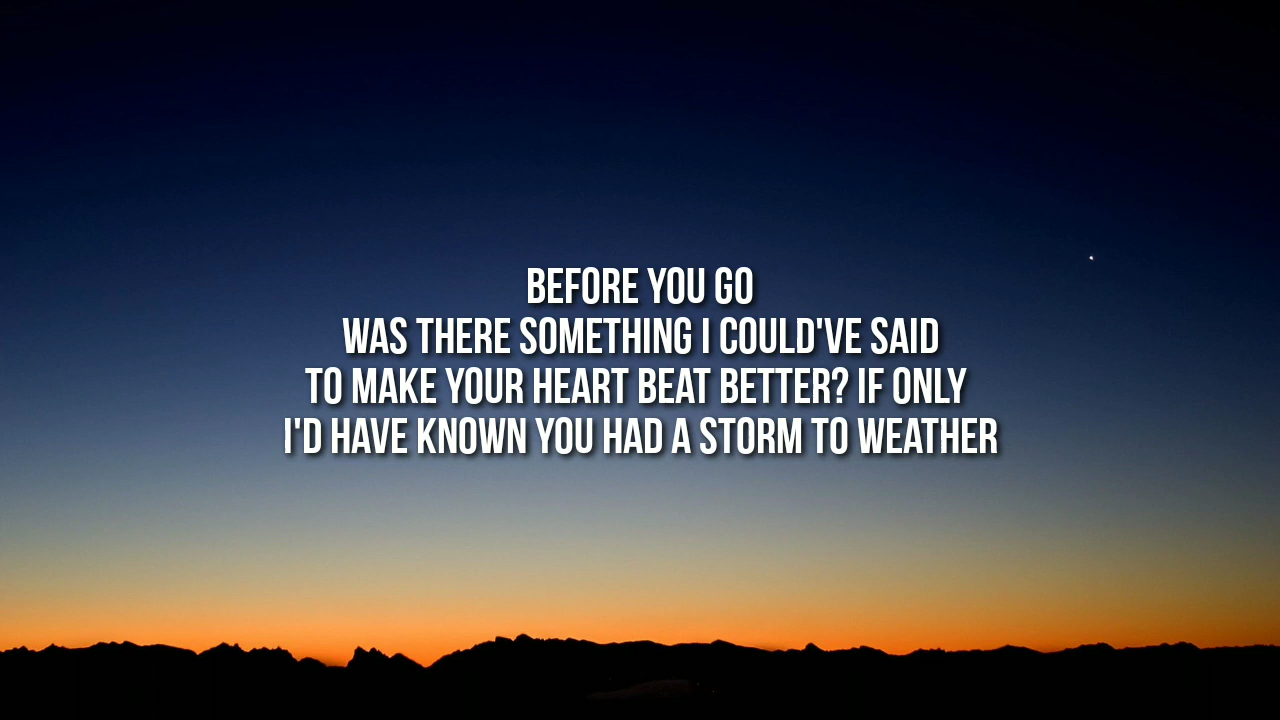 BEFORE YOU GO
WAS THERE SOMETHING I COULD'VE SAID
TO MAKE YOUR HEART BEAT BETTER? IF ONLY
I'D HAVE KNOWN YOU HAD A STORM TO WEATHER